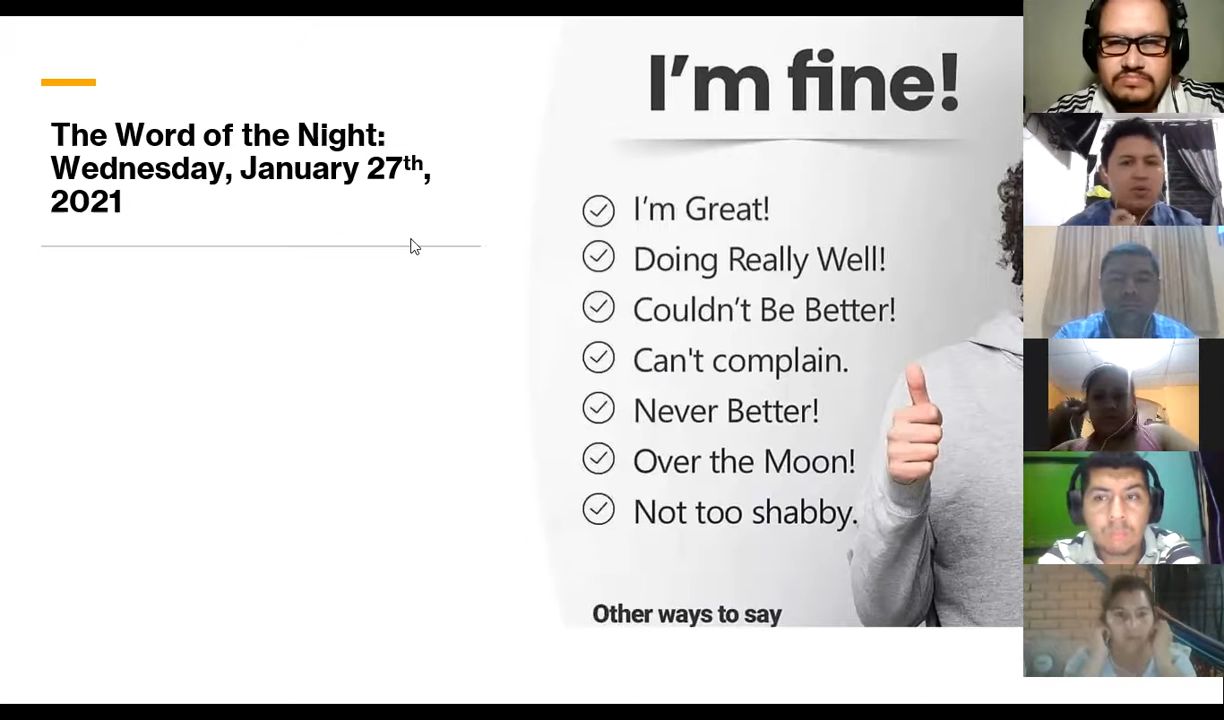 The Word of the Night:
Wednesday, January 27th,
2021
I'm fine!
I'm Great!
Doing Really Well!
Couldn't Be Better!
Can't complain.
Never Better!
Over the Moon!
Not too shabby.
Other ways to say